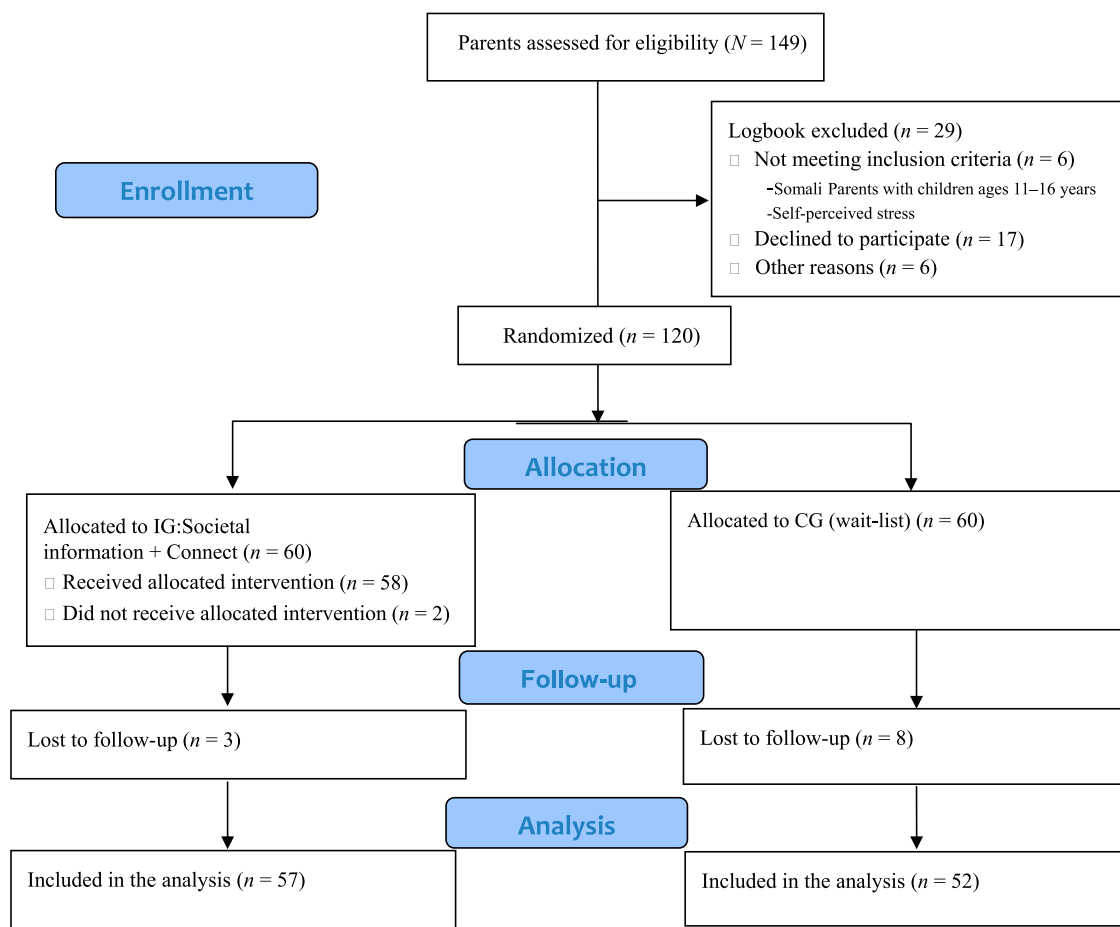 Parents assessed for eligibility (N = 149)
Logbook excluded (n = 29)
□ Not meeting inclusion criteria (n = 6)
-Somali Parents with children ages 11–16 years
-Self-perceived stress
□ Declined to participate (n = 17)
□ Other reasons (n = 6)
Enrollment
Randomized (n = 120)
Allocation
Allocated to IG:Societal
information + Connect (n = 60)
□ Received allocated intervention (n = 58)
□ Did not receive allocated intervention (n = 2)
Allocated to CG (wait-list) n = 60)
Follow-up
Lost to follow-up (n = 3)
Lost to follow-up (n = 8)
Analysis
Included in the analysis (n = 57)
Included in the analysis (n = 52)